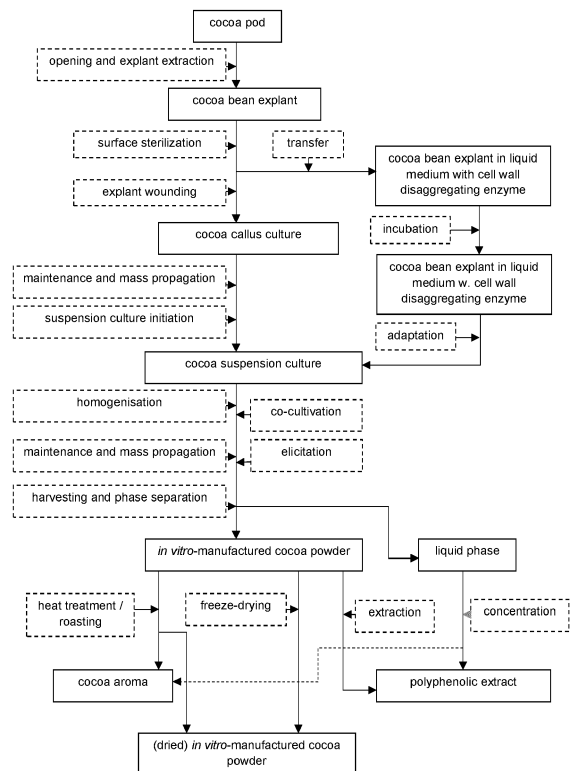 cocoa pod
opening and explant extraction
cocoa bean explant
surface sterilization
transfer
cocoa bean explant in liquid
medium with cell wall
disaggregating enzyme
explant wounding
incubation
cocoa callus culture
cocoa bean explant in liquid
medium w. cell wall
disaggregating enzyme
maintenance and mass propagation
suspension culture initiation
adaptation
cocoa suspension culture
homogenisation
co-cultivation
maintenance and mass propagation
elicitation
harvesting and phase separation
in vitro-manufactured cocoa powder
liquid phase
heat treatment /
roasting
freeze-drying
extraction
concentration
cocoa aroma
polyphenolic extract
(dried) in vitro-manufactured cocoa
powder